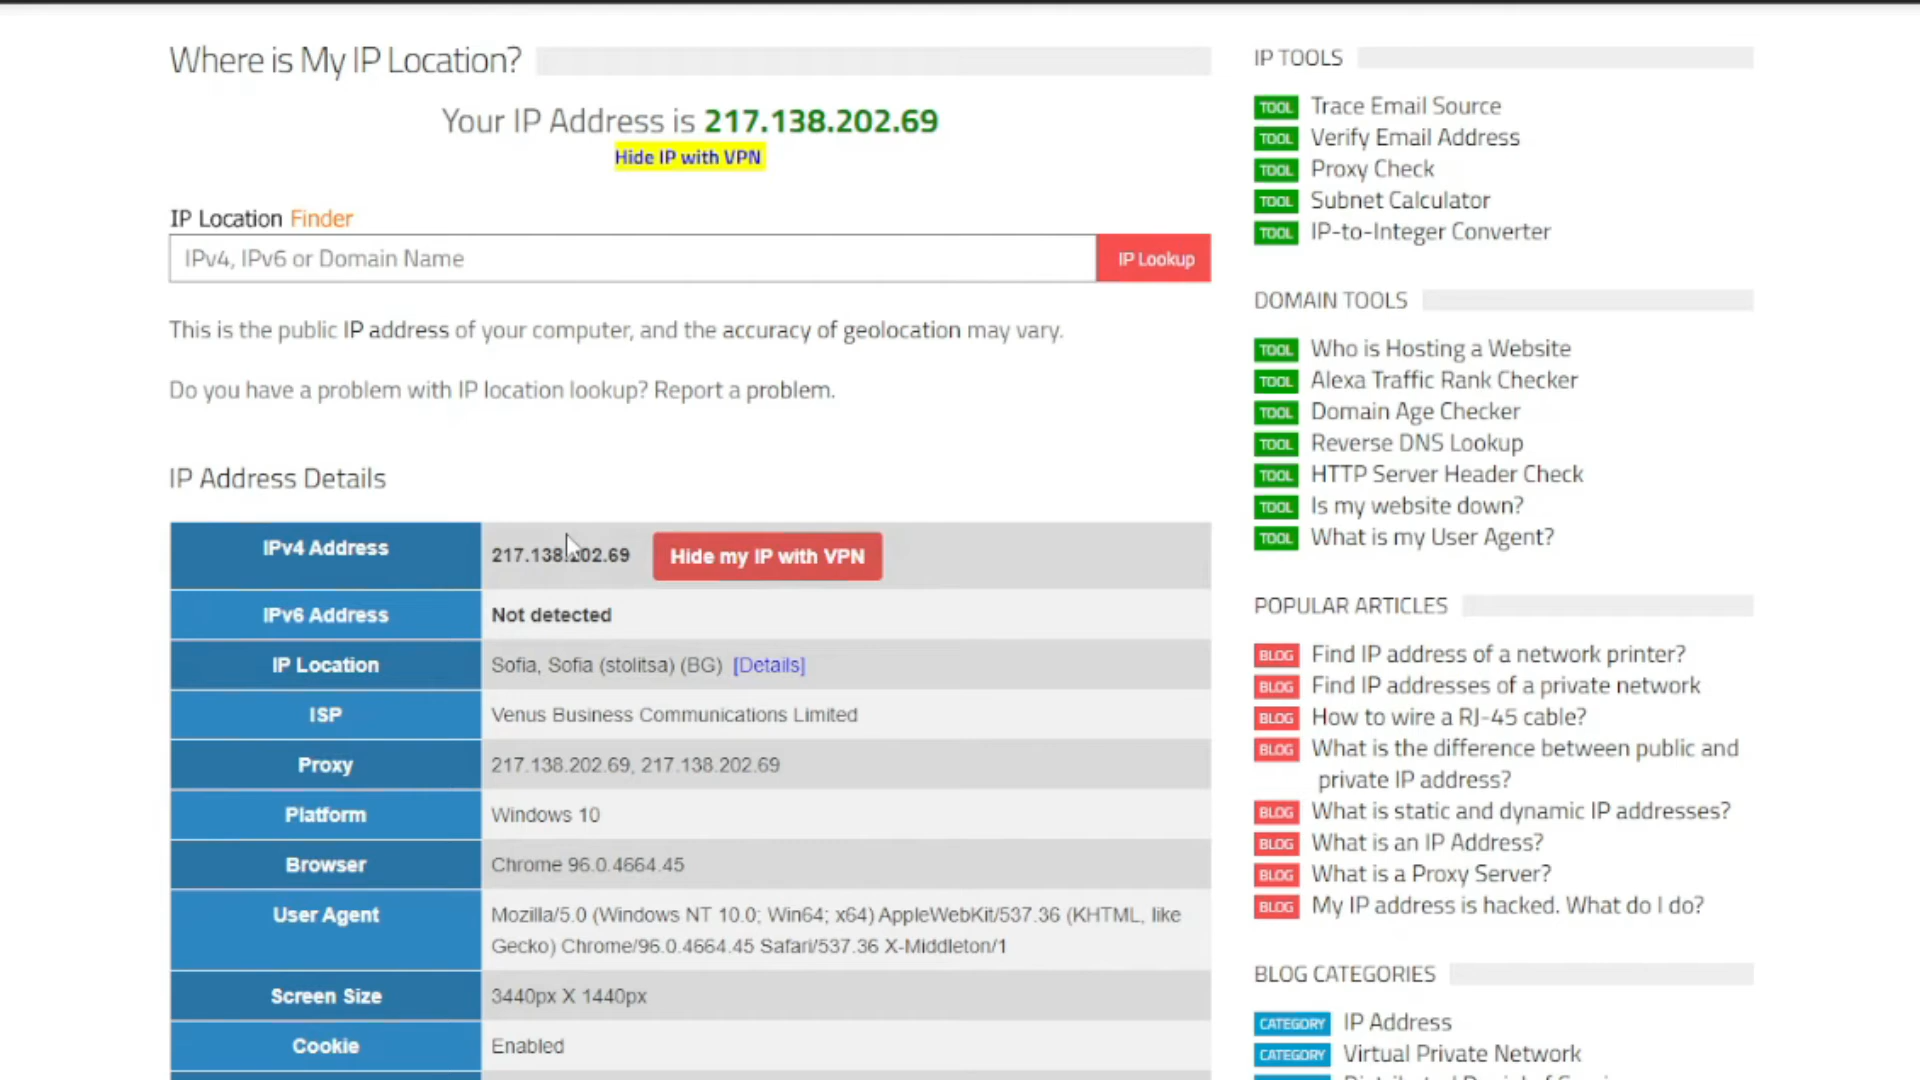 Where is My IP Location?
Your IP Address is 217.138.202.69
Hide IP with VPN
IP Location Finder
IPv4, IPv6 or Domain Name
IP Lookup
This is the public IP address of your computer, and the accuracy of geolocation may vary.
Do you have a problem with IP location lookup? Report a problem.
IP Address Details
IPv4 Address 217.138.202.69 Hide my IP with VPN
IPv6 Address Not detected
IP Location Sofia, Sofia (stolitsa) (BG) [Details]
ISP Venus Business Communications Limited
Proxy 217.138.202.69, 217.138.202.69
Platform Windows 10
Browser Chrome 96.0.4664.45
User Agent Mozilla/5.0 (Windows NT 10.0; Win64; x64) AppleWebKit/537.36 (KHTML, like
Gecko) Chrome/96.0.4664.45 Safari/537.36 X-Middleton/1
Screen Size 3440px X 1440px
Cookie Enabled
IP TOOLS
TOOL Trace Email Source
TOOL Verify Email Address
TOOL Proxy Check
TOOL Subnet Calculator
TOOL IP-to-Integer Converter
DOMAIN TOOLS
TOOL Who is Hosting a Website
TOOL Alexa Traffic Rank Checker
TOOL Domain Age Checker
TOOL Reverse DNS Lookup
TOOL HTTP Server Header Check
TOOL Is my website down?
TOOL What is my User Agent?
POPULAR ARTICLES
BLOG Find IP address of a network printer?
BLOG Find IP addresses of a private network
BLOG How to wire a RJ-45 cable?
BLOG What is the difference between public and
private IP address?
BLOG What is static and dynamic IP addresses?
BLOG What is an IP Address?
BLOG What is a Proxy Server?
BLOG My IP address is hacked. What do I do?
BLOG CATEGORIES
CATEGORY IP Address
CATEGORY Virtual Private Network